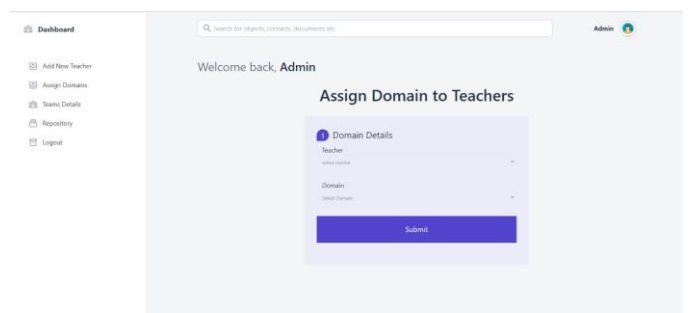 Dashboard
Search for objects, contacts, documents etc.
Admin
Add New Teacher
Assign Domains
Teams Details
Repository
Logout
Welcome back, Admin
Assign Domain to Teachers
1 Domain Details
Teacher
Domain
Select Domain
Submit